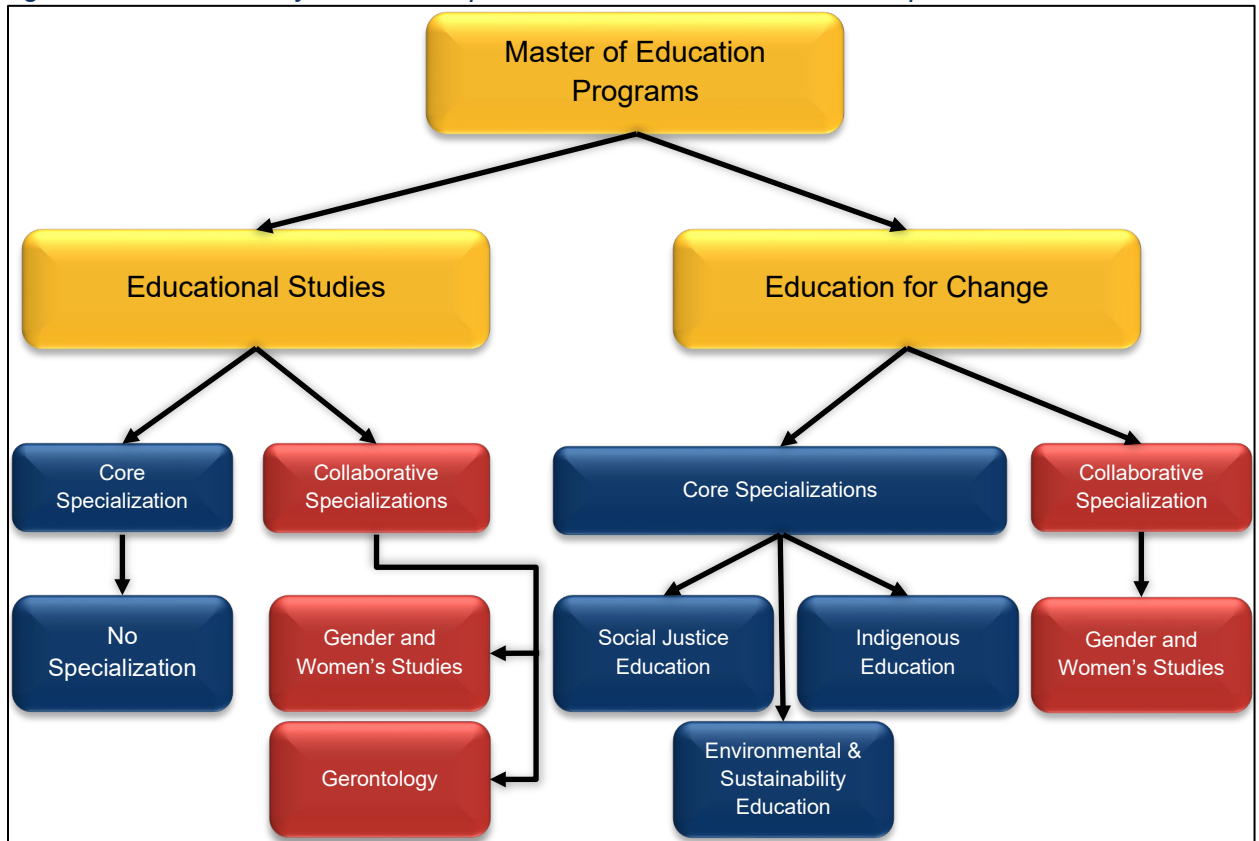 Master of Education
Programs
Educational Studies
Education for Change
Core
Specialization
Collaborative
Specializations
Core Specializations
Collaborative
Specialization
No
Specialization
Gender and
Women's Studies
Social Justice
Education
Indigenous
Education
Gender and
Women's Studies
Gerontology
Environmental &
Sustainability
Education